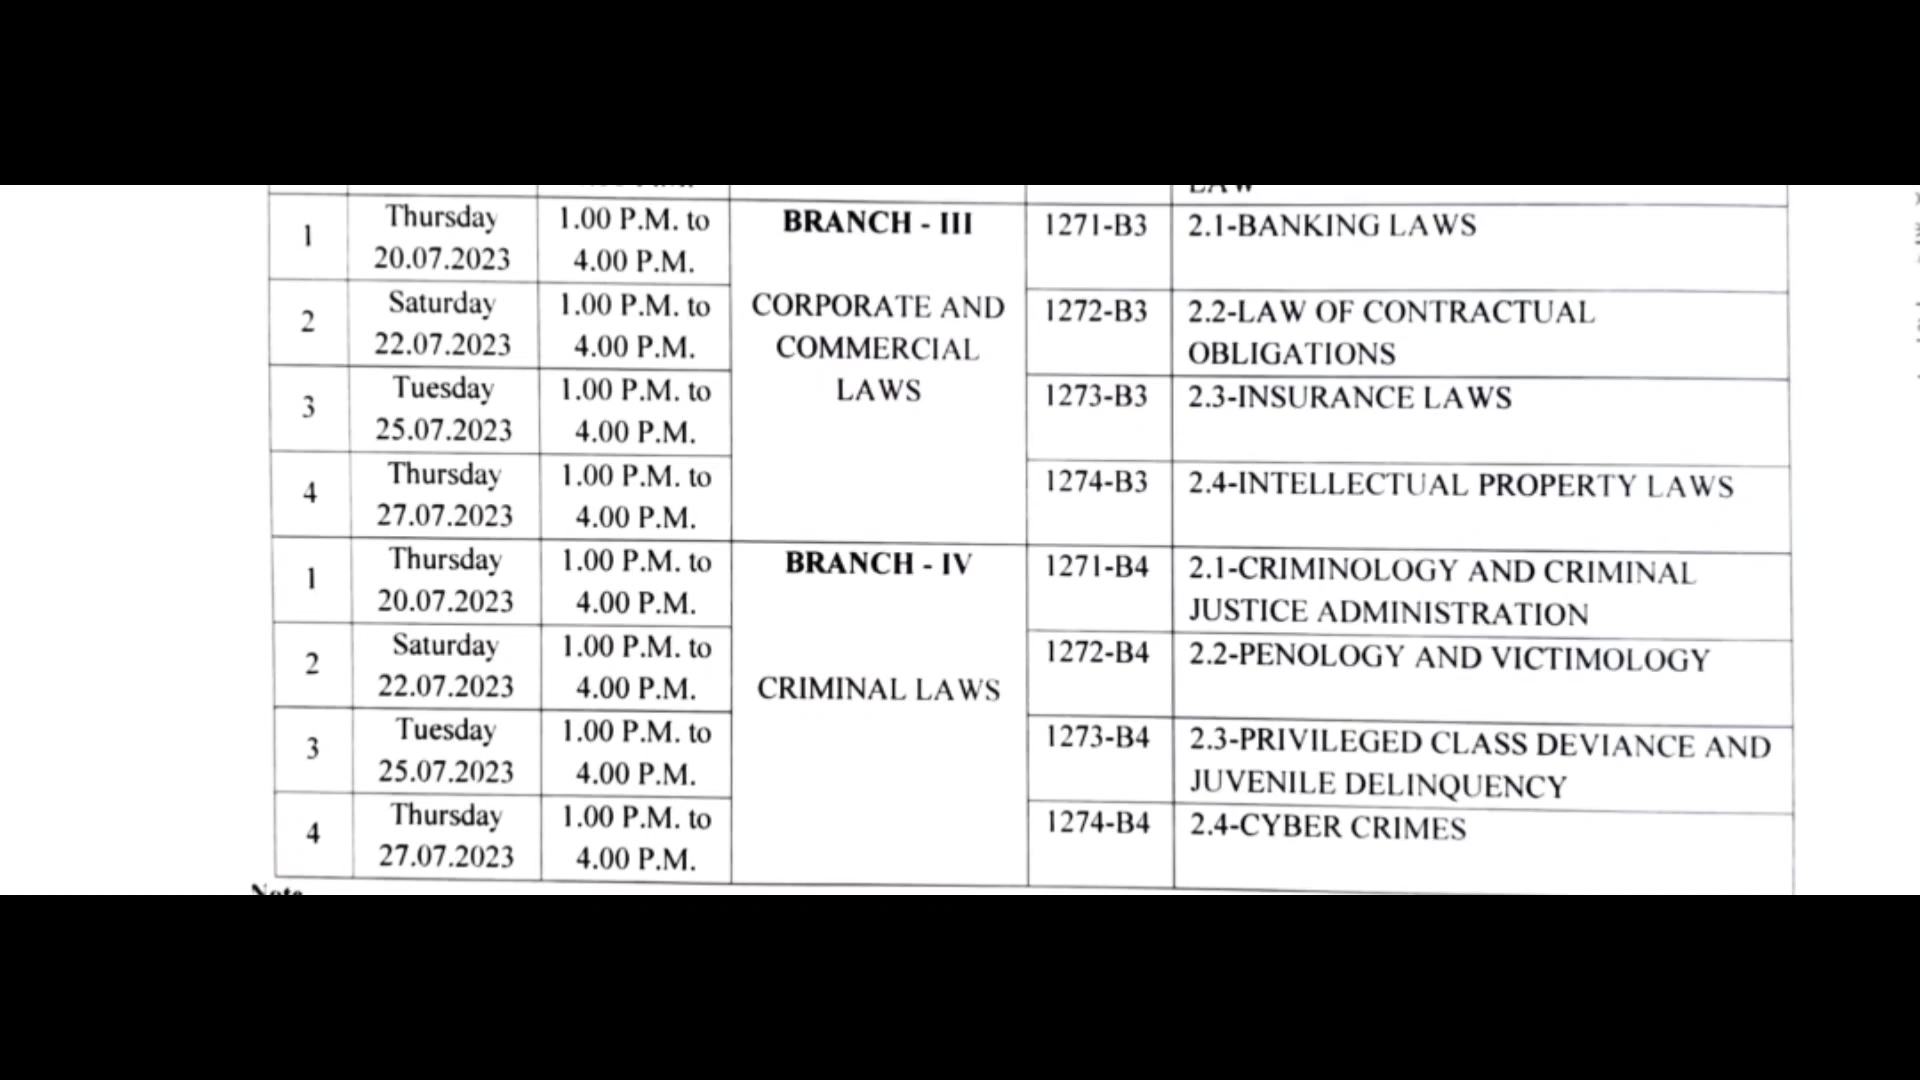 LAW
1 Thursday 1.00 P.M. to BRANCH - III 1271-B3 2.1-BANKING LAWS
20.07.2023 4.00 P.M.
2 Saturday 1.00 P.M. to CORPORATE AND 1272-B3 2.2-LAW OF CONTRACTUAL
22.07.2023 4.00 P.M. COMMERCIAL OBLIGATIONS
3 Tuesday 1.00 P.M. to LAWS 1273-B3 2.3-INSURANCE LAWS
25.07.2023 4.00 P.M.
4 Thursday 1.00 P.M. to 1274-B3 2.4-INTELLECTUAL PROPERTY LAWS
27.07.2023 4.00 P.M.
1 Thursday 1.00 P.M. to BRANCH - IV 1271-B4 2.1-CRIMINOLOGY AND CRIMINAL
20.07.2023 4.00 P.M. JUSTICE ADMINISTRATION
2 Saturday 1.00 P.M. to 1272-B4 2.2-PENOLOGY AND VICTIMOLOGY
22.07.2023 4.00 P.M. CRIMINAL LAWS
3 Tuesday 1.00 P.M. to 1273-B4 2.3-PRIVILEGED CLASS DEVIANCE AND
25.07.2023 4.00 P.M. JUVENILE DELINQUENCY
4 Thursday 1.00 P.M. to 1274-B4 2.4-CYBER CRIMES
27.07.2023 4.00 P.M.
Note